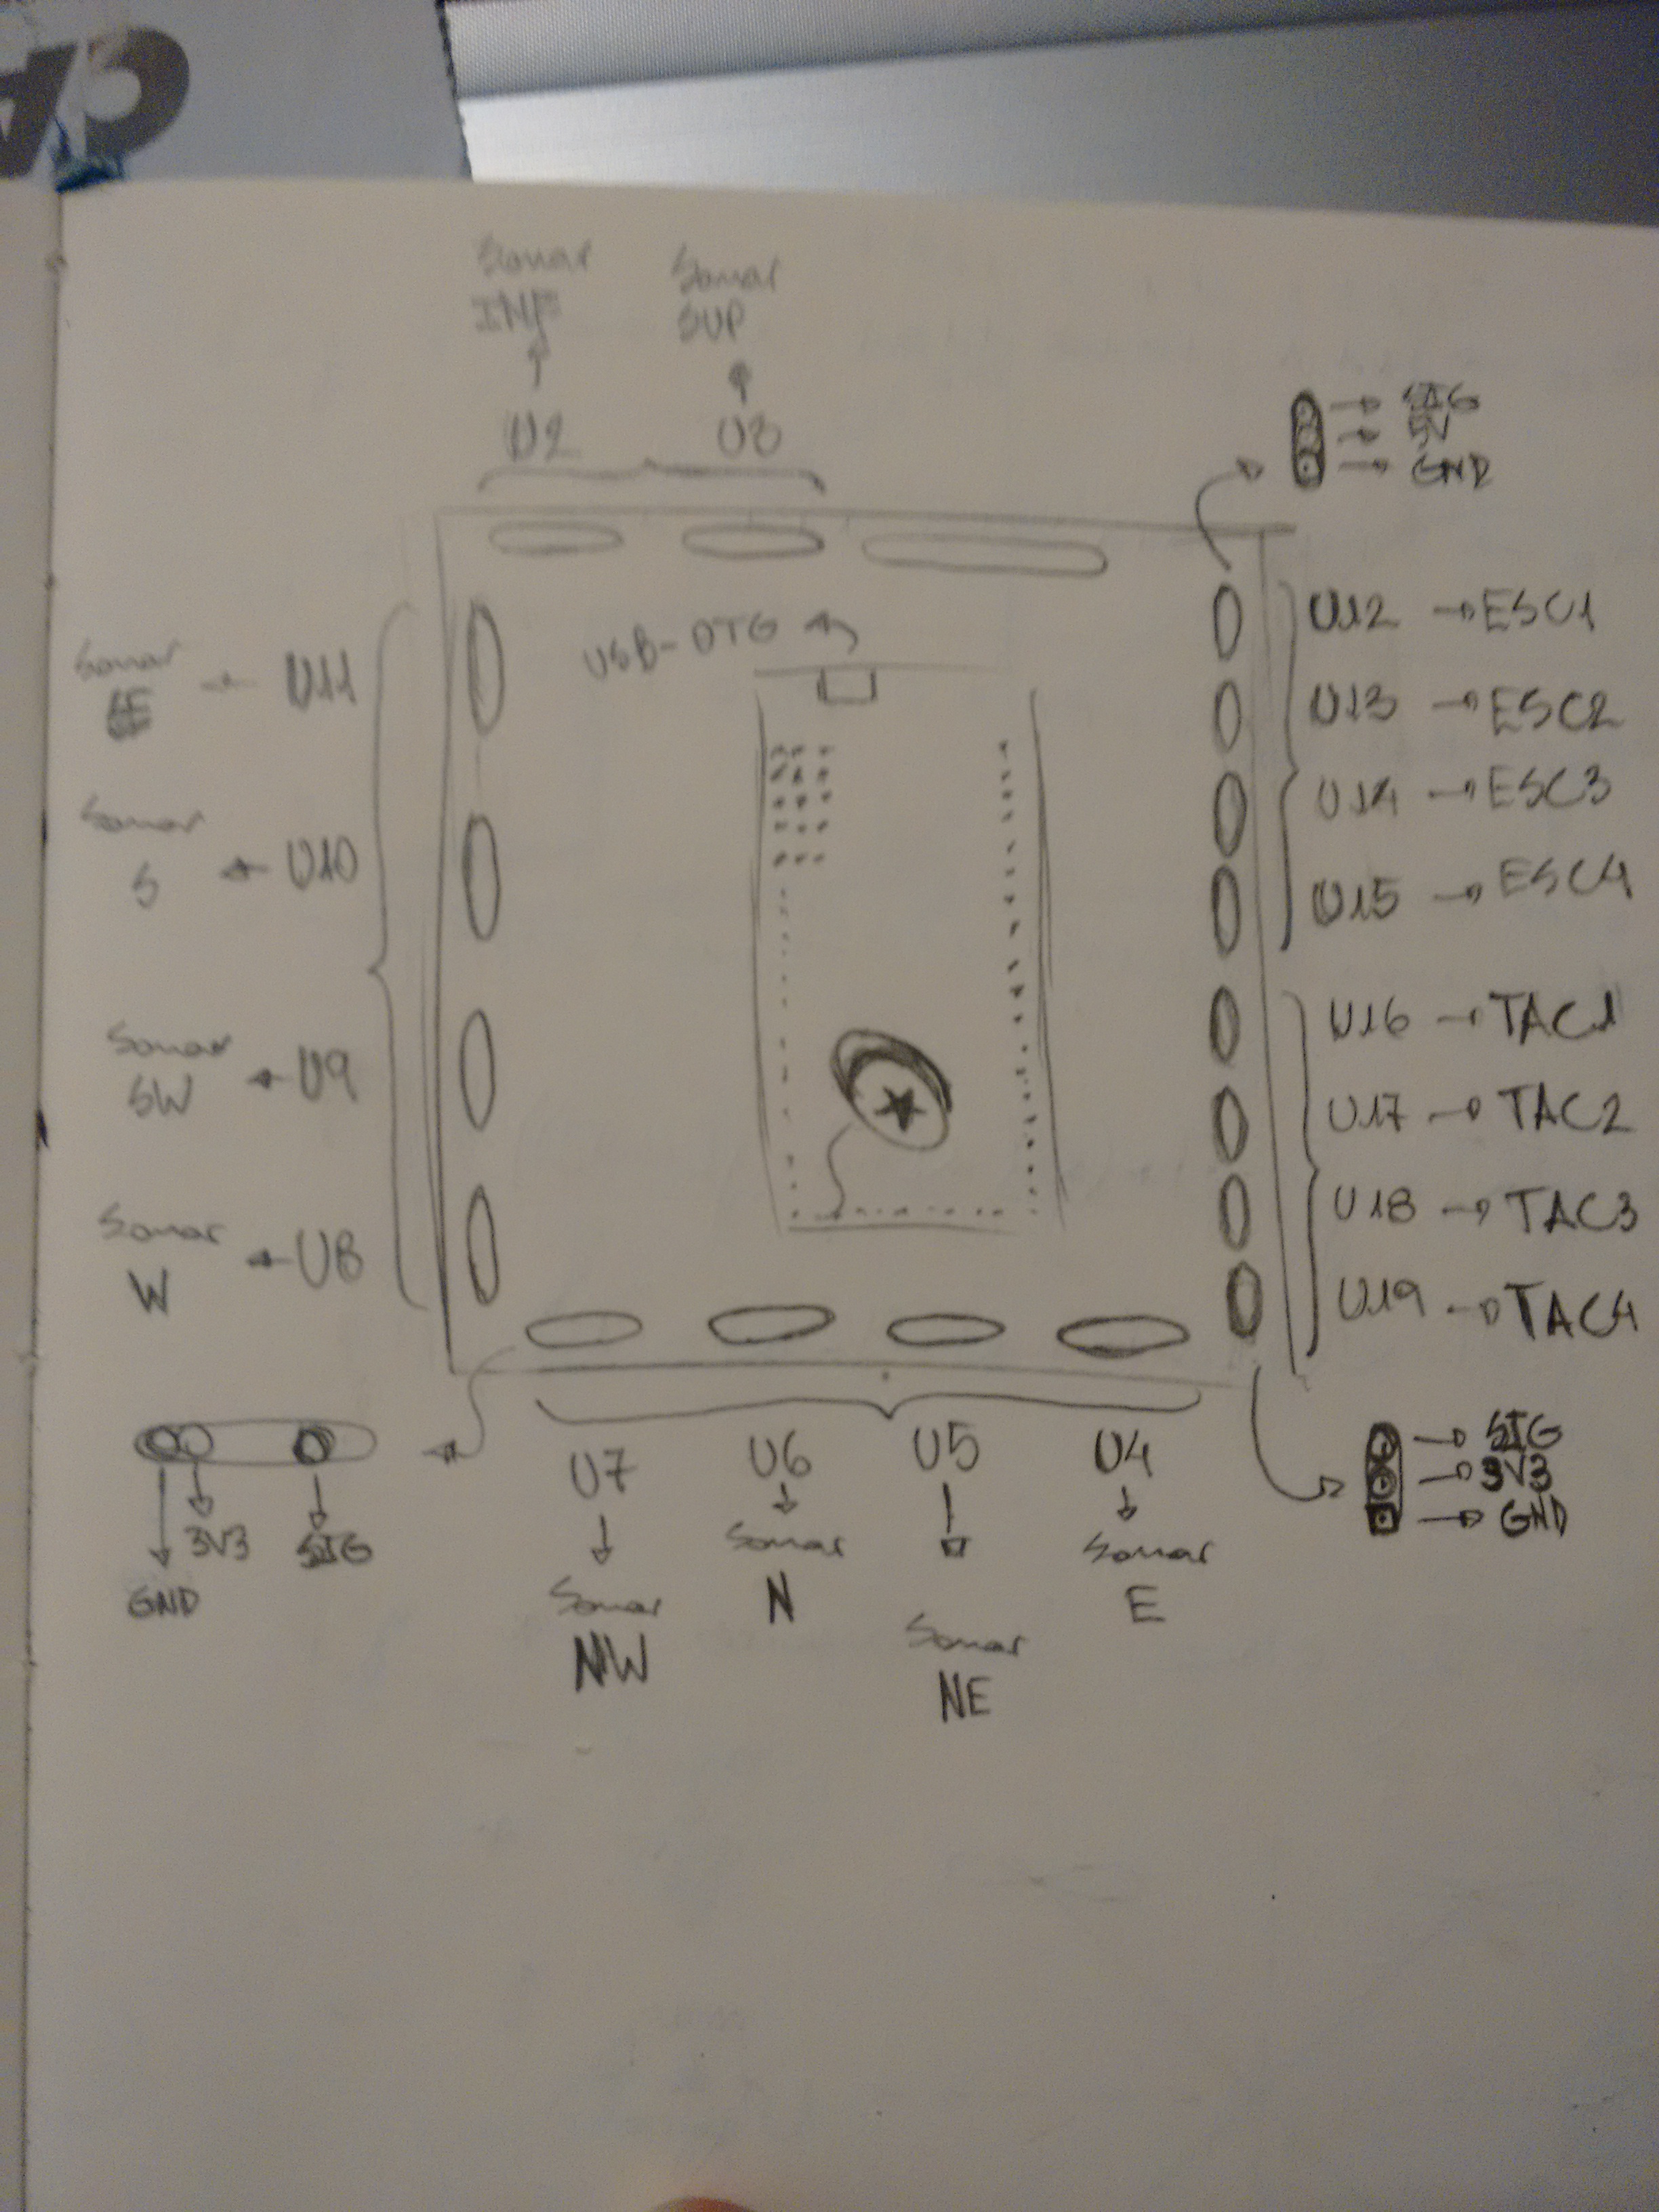 Sonar
INF
Sonar
SUP
U2
U3
SIG
5V
GND
USB-OTG
Sonar
U11
Sonar
S
U10
Sonar
SW
U9
Sonar
W
U8
U12 → ESC1
U13 → ESC2
U14 → ESC3
U15 → ESC4
U16 → TAC1
U17 → TAC2
U18 → TAC3
U19 → TAC4
GND
3V3
SIG
U7
Sonar
NW
U6
Sonar
N
U5
Sonar
NE
U4
Sonar
E
SIG
3V3
GND